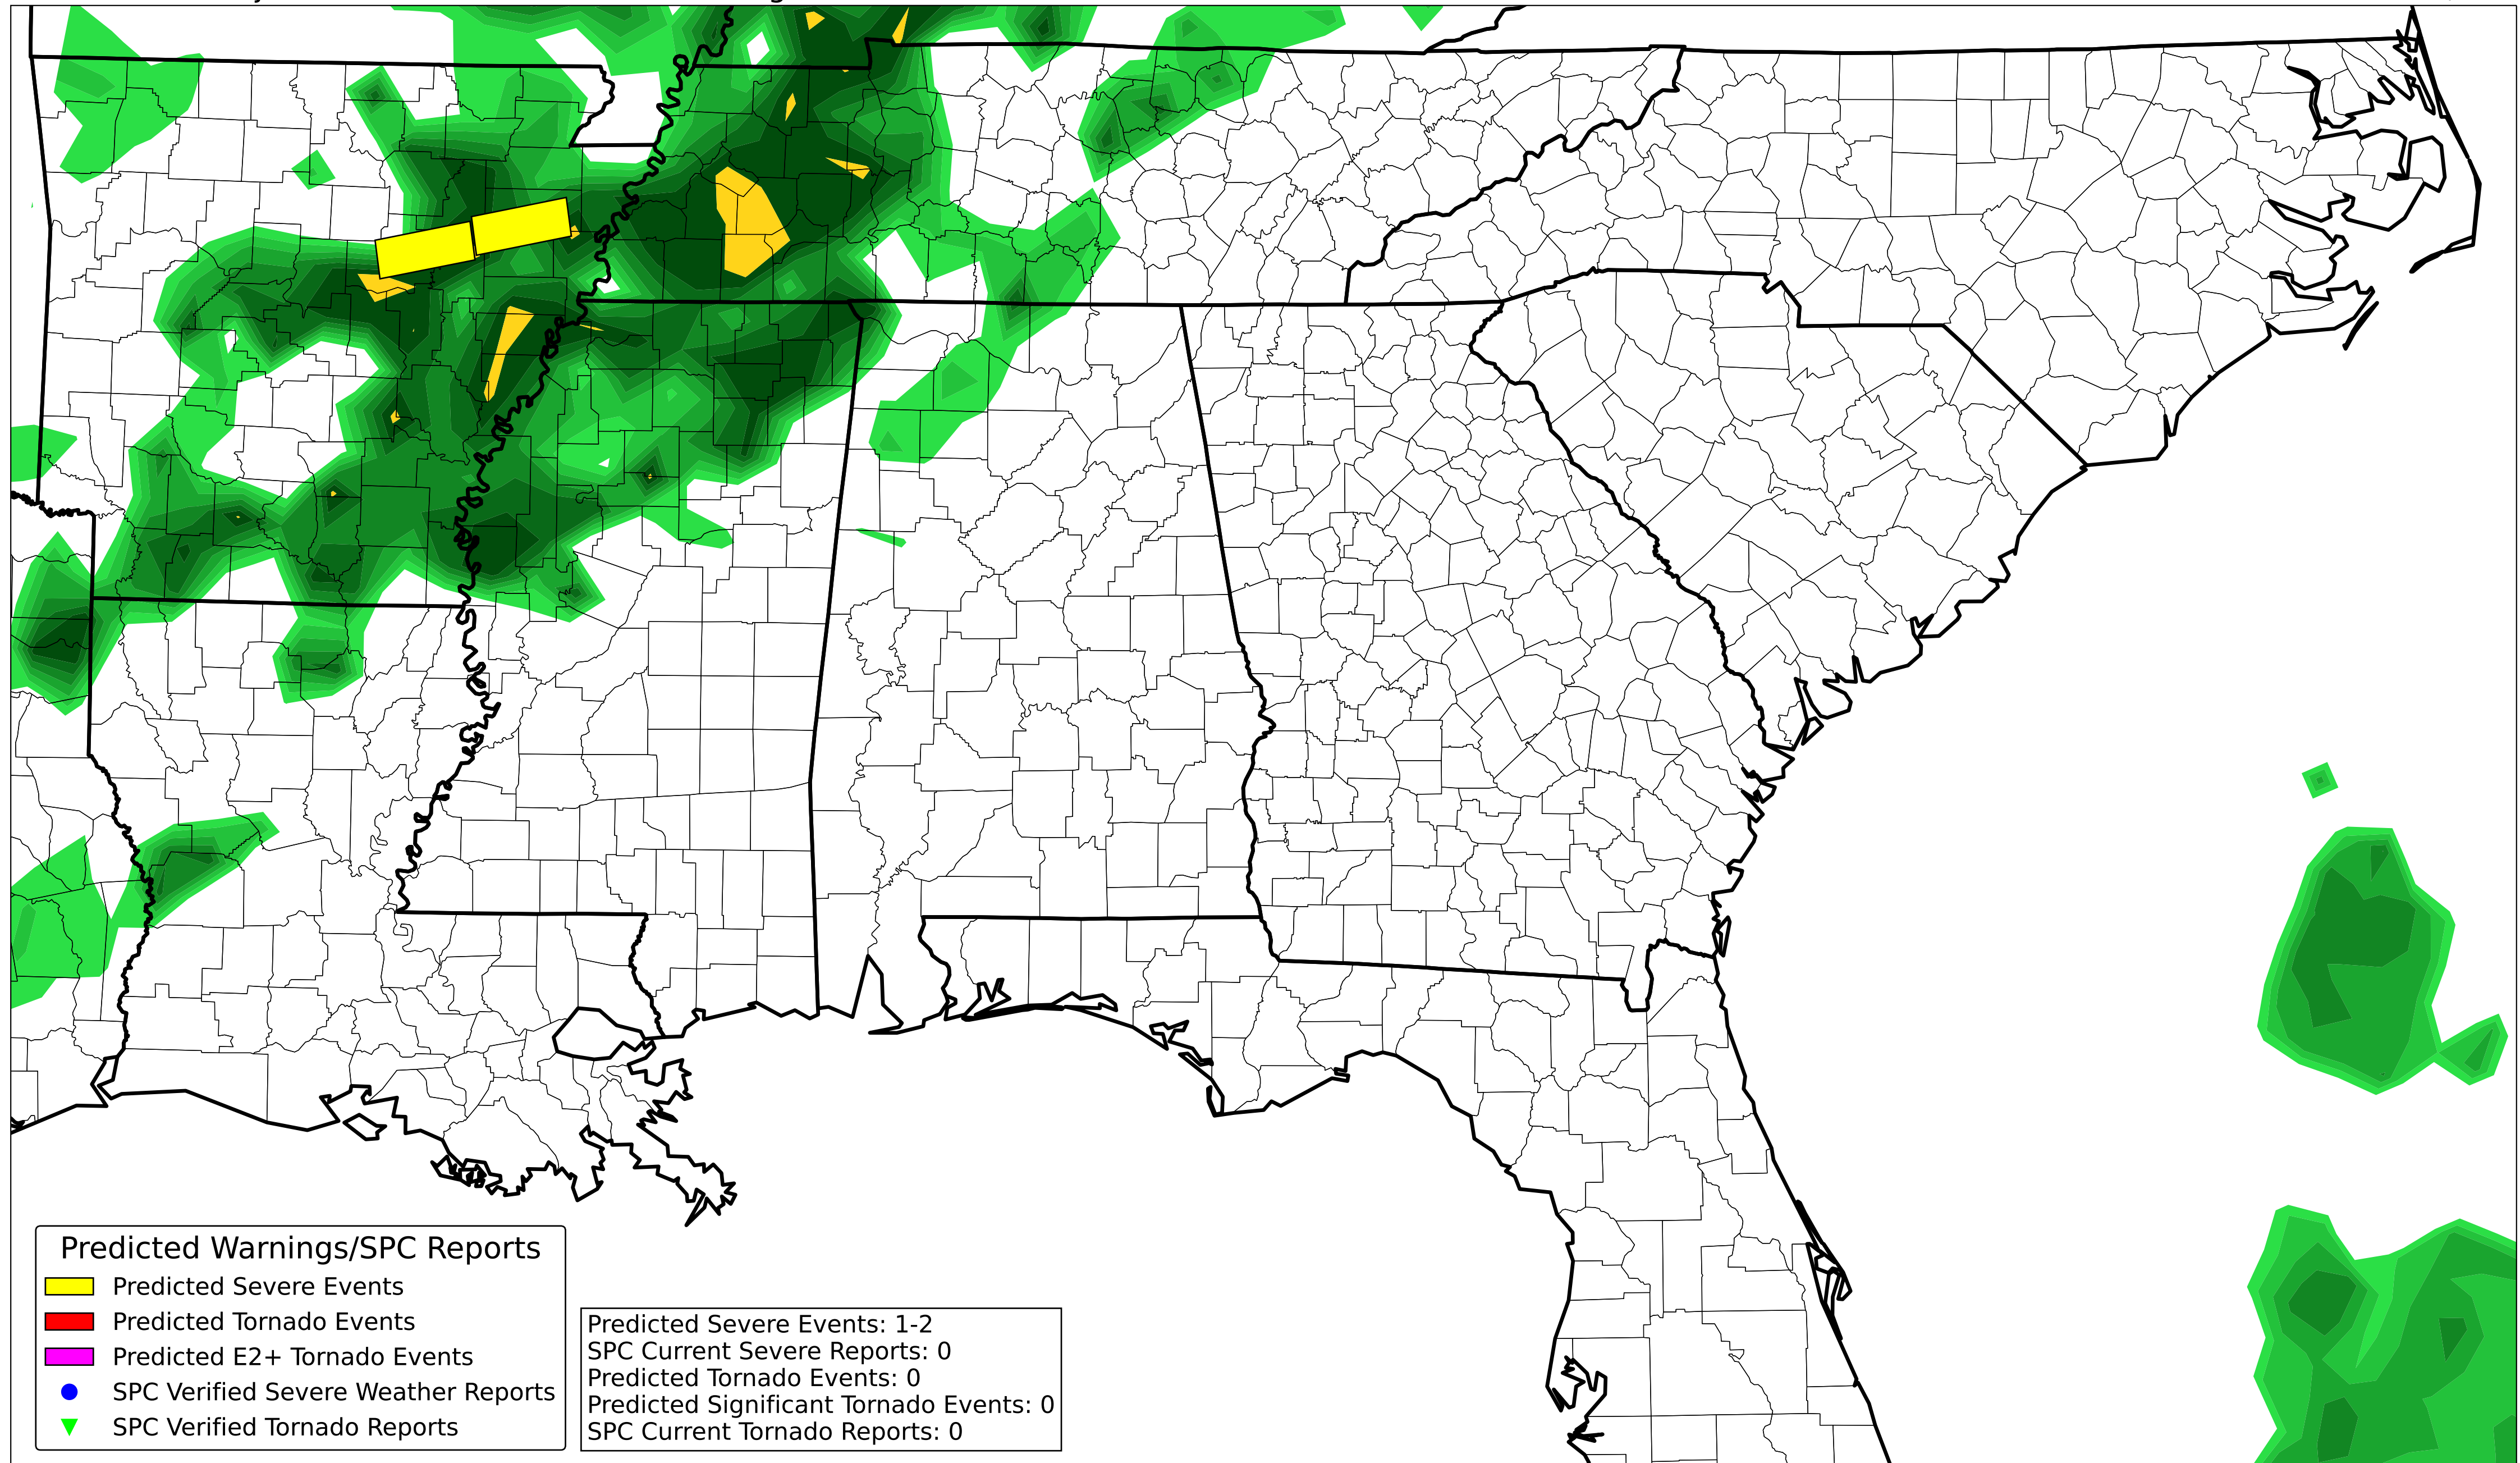 Predicted Warnings/SPC Reports
Predicted Severe Events
Predicted Tornado Events
Predicted E2+ Tornado Events
SPC Verified Severe Weather Reports
SPC Verified Tornado Reports
Predicted Severe Events: 1-2
SPC Current Severe Reports: 0
Predicted Tornado Events: 0
Predicted Significant Tornado Events: 0
SPC Current Tornado Reports: 0